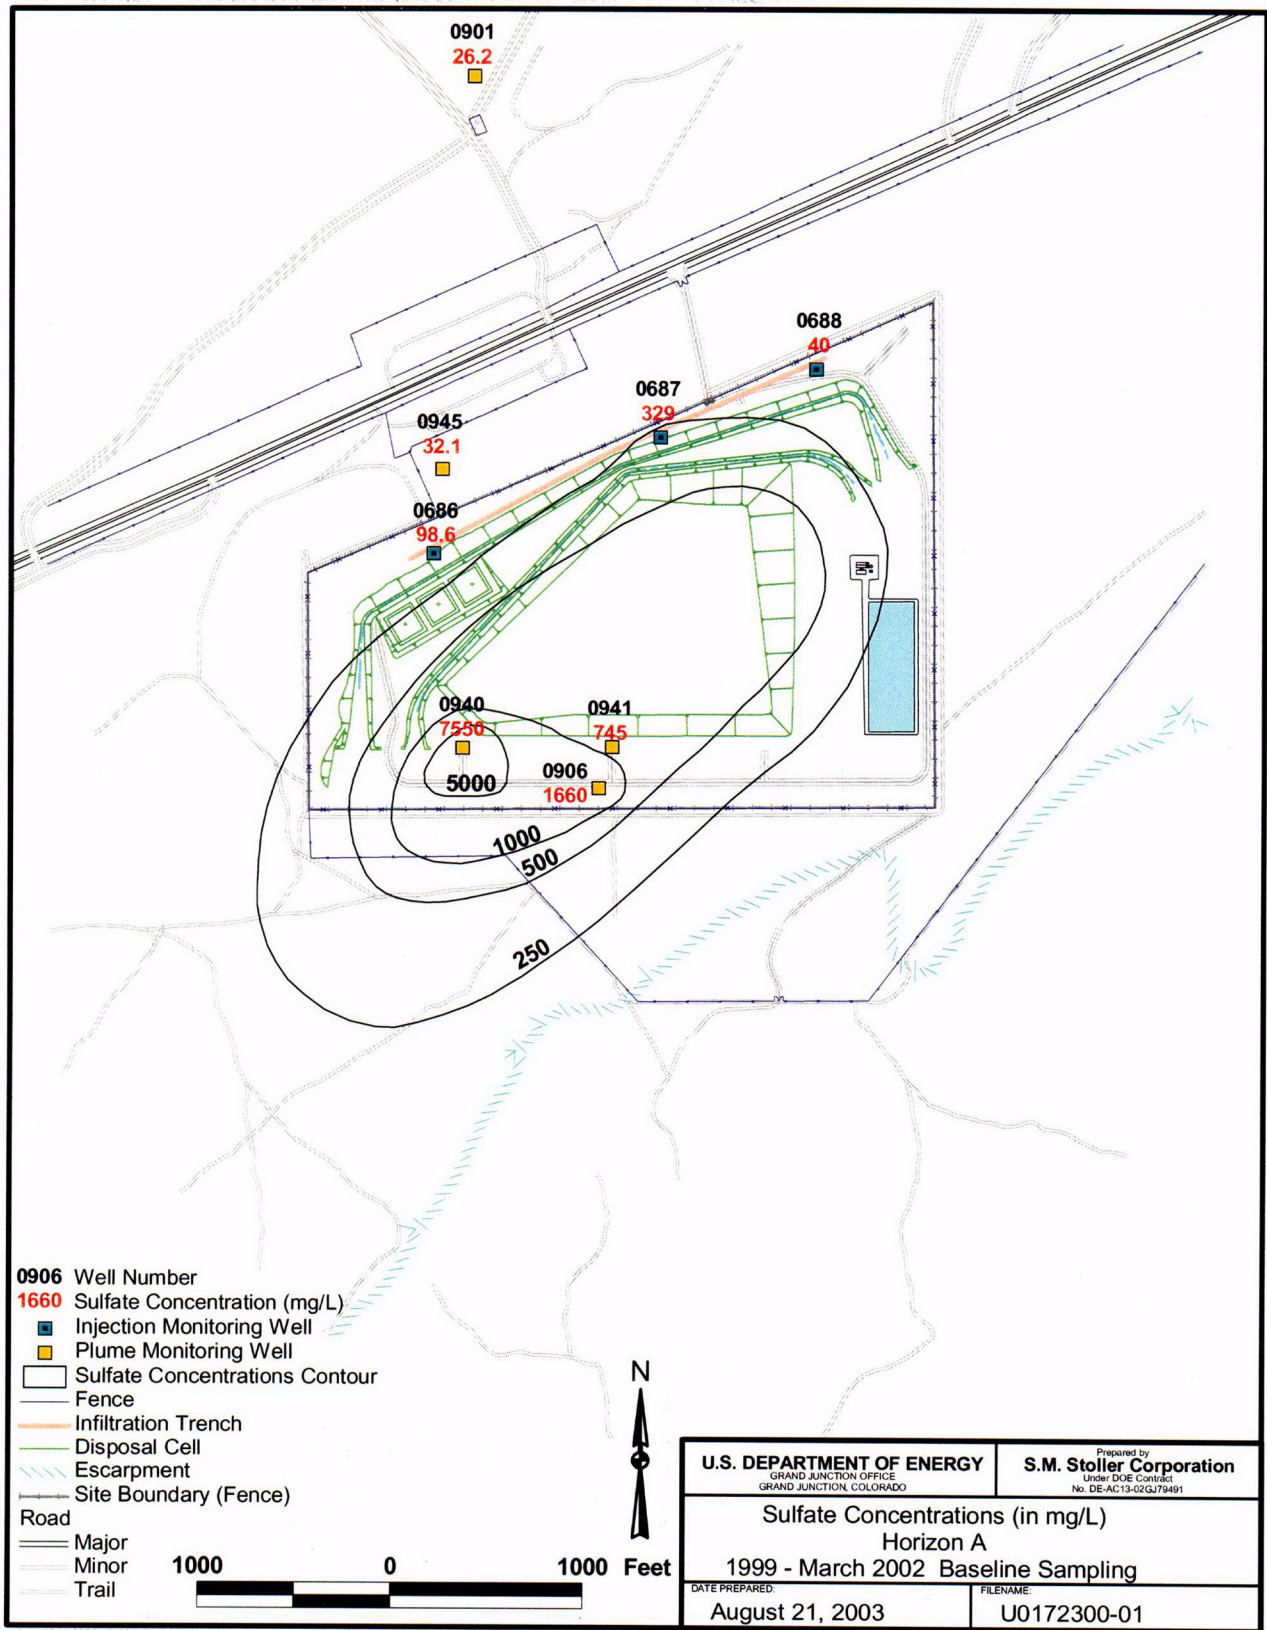 0901
26.2
0688
40
0687
329
0945
32.1
0686
98.6
0940
7550
0941
745
0906
1660
5000
1000
500
250
0906 Well Number
1660 Sulfate Concentration (mg/L)
Injection Monitoring Well
Plume Monitoring Well
Sulfate Concentrations Contour
Fence
Infiltration Trench
Disposal Cell
Escarpment
Site Boundary (Fence)
Road
Major
Minor
Trail
1000 0 1000 Feet
N
U.S. DEPARTMENT OF ENERGY
GRAND JUNCTION OFFICE
GRAND JUNCTION, COLORADO
Prepared by
S.M. Stoller Corporation
Under DOE Contract
No. DE-AC13-02GJ79491
Sulfate Concentrations (in mg/L)
Horizon A
1999 - March 2002 Baseline Sampling
DATE PREPARED:
August 21, 2003
FILENAME:
U0172300-01